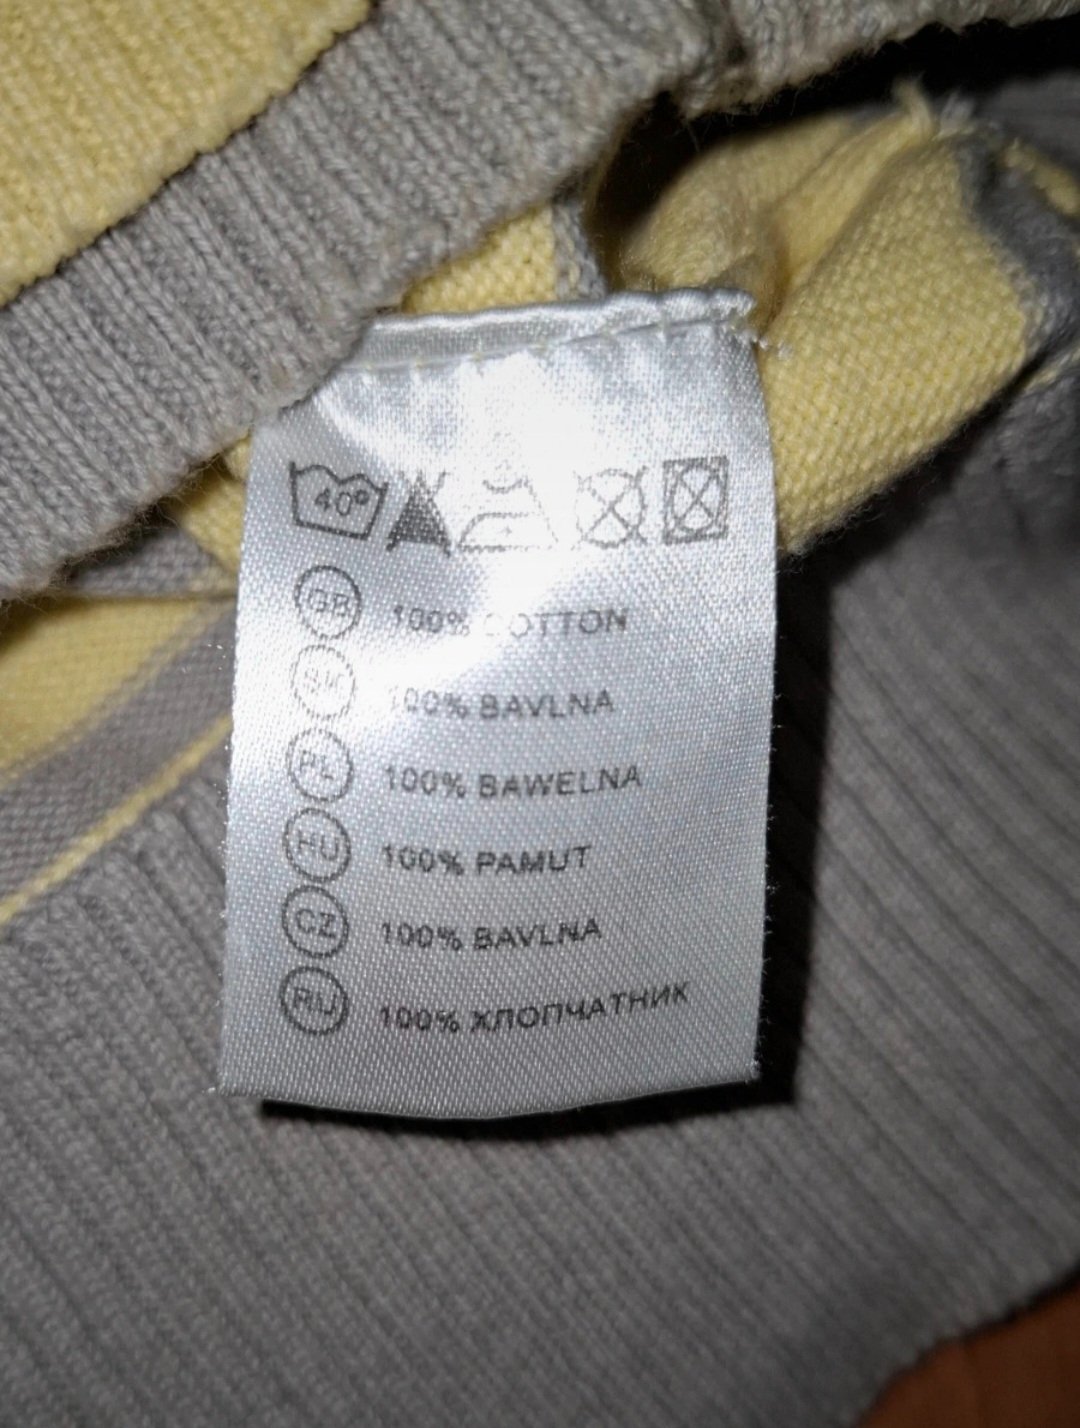 40°
GB 100% COTTON
SK 100% BAVLNA
PL 100% BAWELNA
HU 100% PAMUT
CZ 100% BAVLNA
RU 100% ХЛОПЧАТНИК